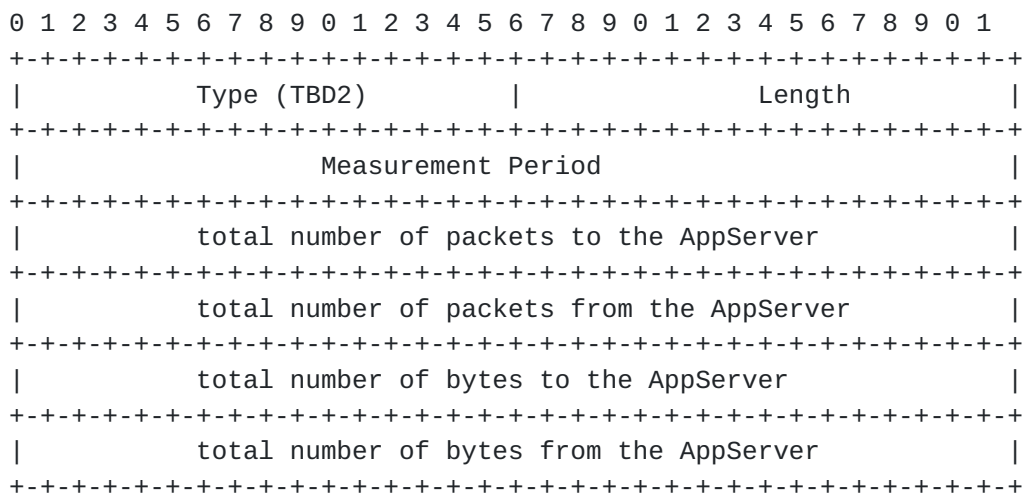 0 1 2 3 4 5 6 7 8 9 0 1 2 3 4 5 6 7 8 9 0 1 2 3 4 5 6 7 8 9 0 1
+-+-+-+-+-+-+-+-+-+-+-+-+-+-+-+-+-+-+-+-+-+-+-+-+-+-+-+-+-+-+-+-+
|           Type (TBD2)         |               Length          |
+-+-+-+-+-+-+-+-+-+-+-+-+-+-+-+-+-+-+-+-+-+-+-+-+-+-+-+-+-+-+-+-+
|                   Measurement Period                          |
+-+-+-+-+-+-+-+-+-+-+-+-+-+-+-+-+-+-+-+-+-+-+-+-+-+-+-+-+-+-+-+-+
|           total number of packets to the AppServer            |
+-+-+-+-+-+-+-+-+-+-+-+-+-+-+-+-+-+-+-+-+-+-+-+-+-+-+-+-+-+-+-+-+
|           total number of packets from the AppServer          |
+-+-+-+-+-+-+-+-+-+-+-+-+-+-+-+-+-+-+-+-+-+-+-+-+-+-+-+-+-+-+-+-+
|           total number of bytes to the AppServer              |
+-+-+-+-+-+-+-+-+-+-+-+-+-+-+-+-+-+-+-+-+-+-+-+-+-+-+-+-+-+-+-+-+
|           total number of bytes from the AppServer            |
+-+-+-+-+-+-+-+-+-+-+-+-+-+-+-+-+-+-+-+-+-+-+-+-+-+-+-+-+-+-+-+-+